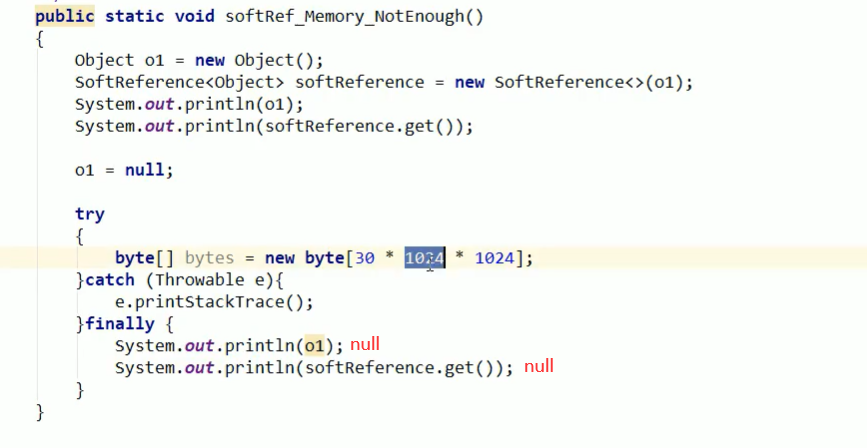 public static void softRef_Memory_NotEnough()
{
Object o1 = new Object();
SoftReference<Object> softReference = new SoftReference<>(o1);
System.out.println(o1);
System.out.println(softReference.get());
o1 = null;
try
{
byte[] bytes = new byte[30 * 1024 * 1024];
}catch (Throwable e){
e.printStackTrace();
}finally {
System.out.println(o1); null
System.out.println(softReference.get()); null
}
}